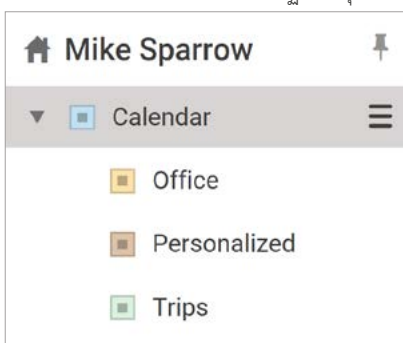 Mike Sparrow
Calendar
Office
Personalized
Trips